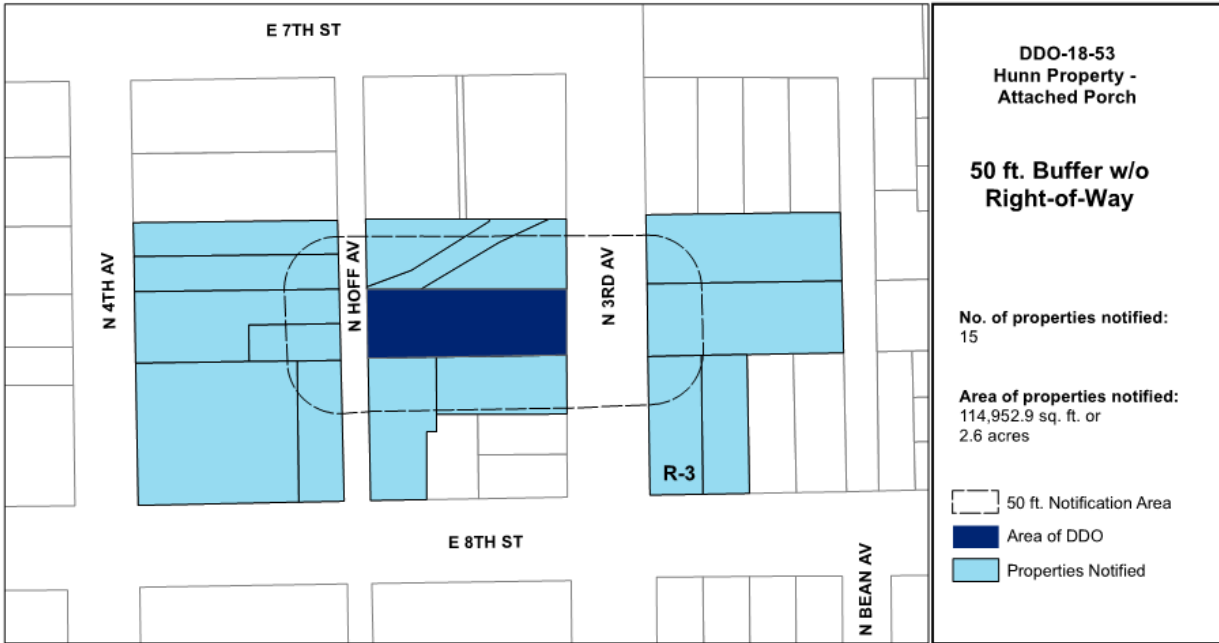 E 7TH ST
N 4TH AV
N HOFF AV
N 3RD AV
R-3
E 8TH ST
N BEAN AV
DDO-18-53
Hunn Property -
Attached Porch
50 ft. Buffer w/o
Right-of-Way
No. of properties notified:
15
Area of properties notified:
114,952.9 sq. ft. or
2.6 acres
50 ft. Notification Area
Area of DDO
Properties Notified